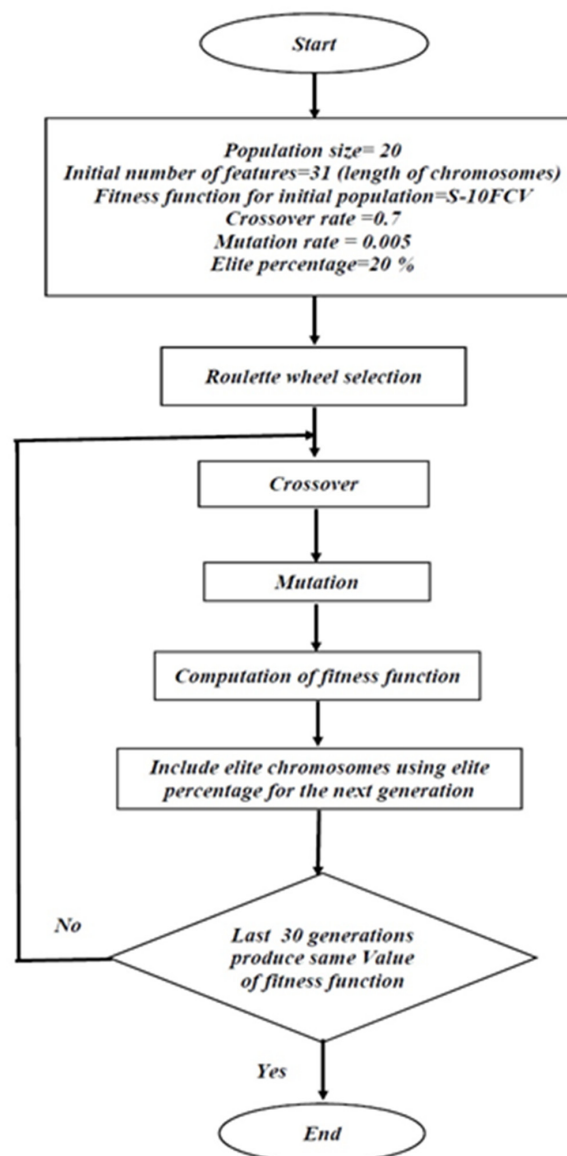 Start
Population size= 20
Initial number of features=31 (length of chromosomes)
Fitness function for initial population=S-10FCV
Crossover rate =0.7
Mutation rate = 0.005
Elite percentage=20 %
Roulette wheel selection
Crossover
Mutation
Computation of fitness function
Include elite chromosomes using elite
percentage for the next generation
No
Last 30 generations
produce same Value
of fitness function
Yes
End